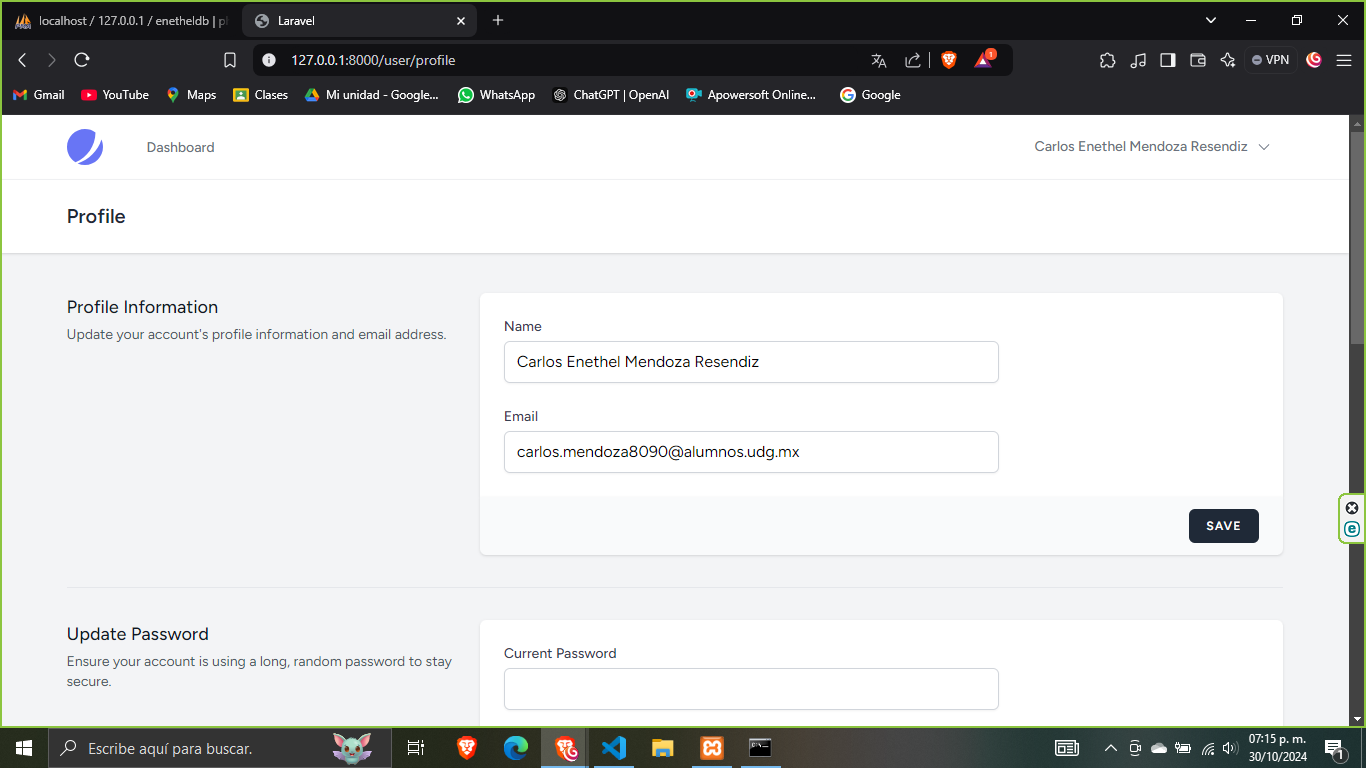 localhost / 127.0.0.1 / enetheldb | ph
Laravel
127.0.0.1:8000/user/profile
1
VPN
Gmail
YouTube
Maps
Clases
Mi unidad - Google...
WhatsApp
ChatGPT | OpenAI
Apowersoft Online...
Google
Dashboard
Carlos Enethel Mendoza Resendiz
Profile
Profile Information
Update your account's profile information and email address.
Name
Carlos Enethel Mendoza Resendiz
Email
carlos.mendoza8090@alumnos.udg.mx
SAVE
Update Password
Ensure your account is using a long, random password to stay
secure.
Current Password
Escribe aquí para buscar.
07:15 p. m.
30/10/2024
1